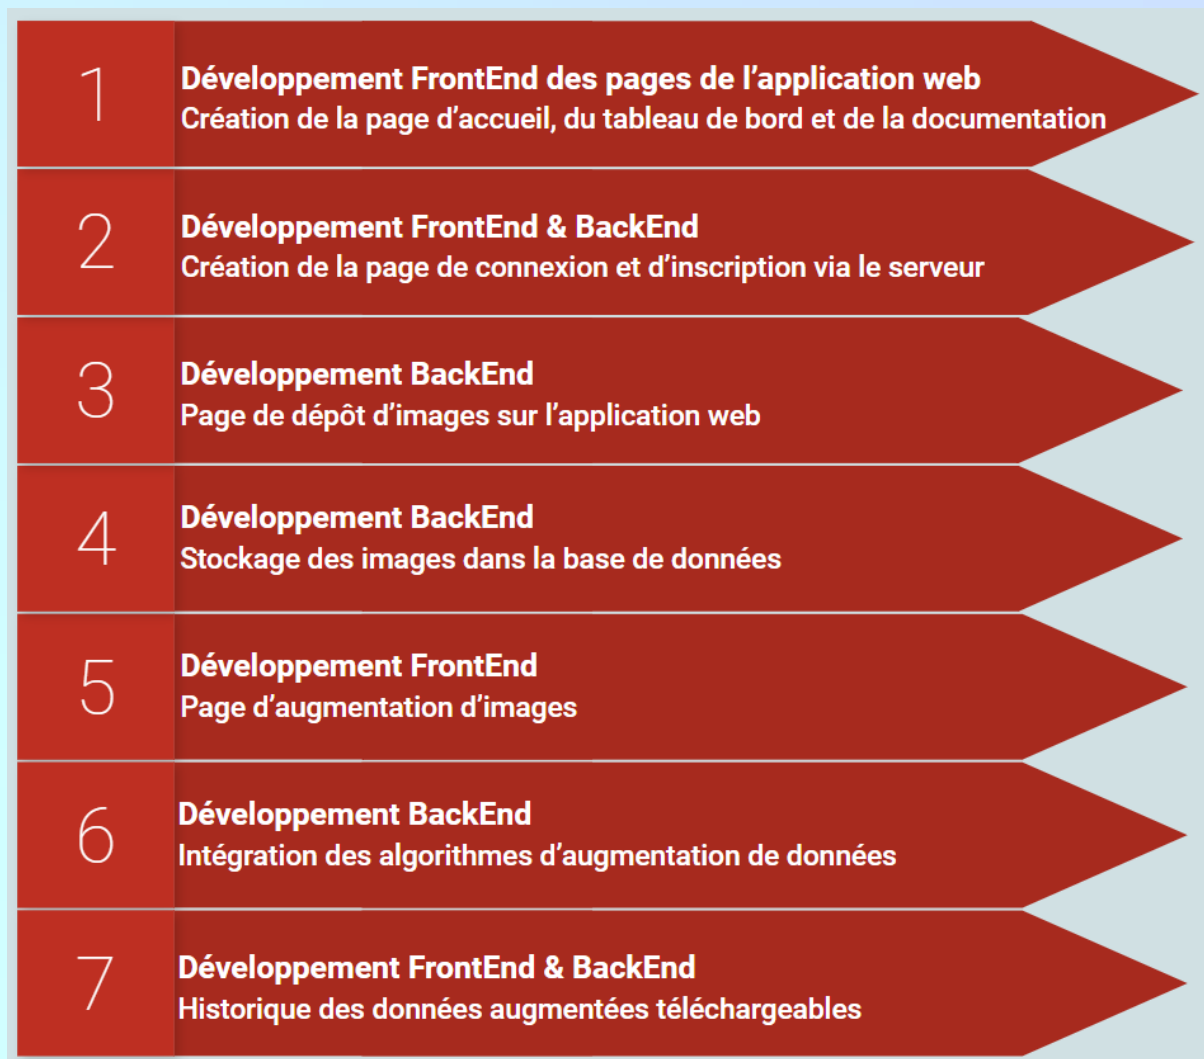 1
Développement FrontEnd des pages de l’application web
Création de la page d’accueil, du tableau de bord et de la documentation
2
Développement FrontEnd & BackEnd
Création de la page de connexion et d’inscription via le serveur
3
Développement BackEnd
Page de dépôt d’images sur l’application web
4
Développement BackEnd
Stockage des images dans la base de données
5
Développement FrontEnd
Page d’augmentation d’images
6
Développement BackEnd
Intégration des algorithmes d’augmentation de données
7
Développement FrontEnd & BackEnd
Historique des données augmentées téléchargeables